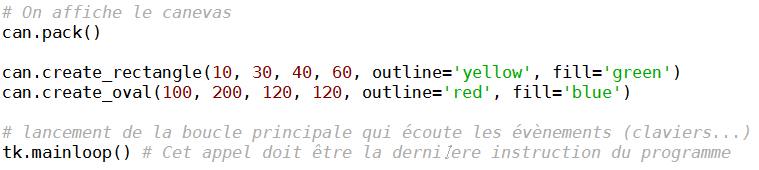 # On affiche le canevas
can.pack()
can.create_rectangle(10, 30, 40, 60, outline='yellow', fill='green')
can.create_oval(100, 200, 120, 120, outline='red', fill='blue')
# lancement de la boucle principale qui écoute les évènements (claviers...)
tk.mainloop() # Cet appel doit être la derniere instruction du programme